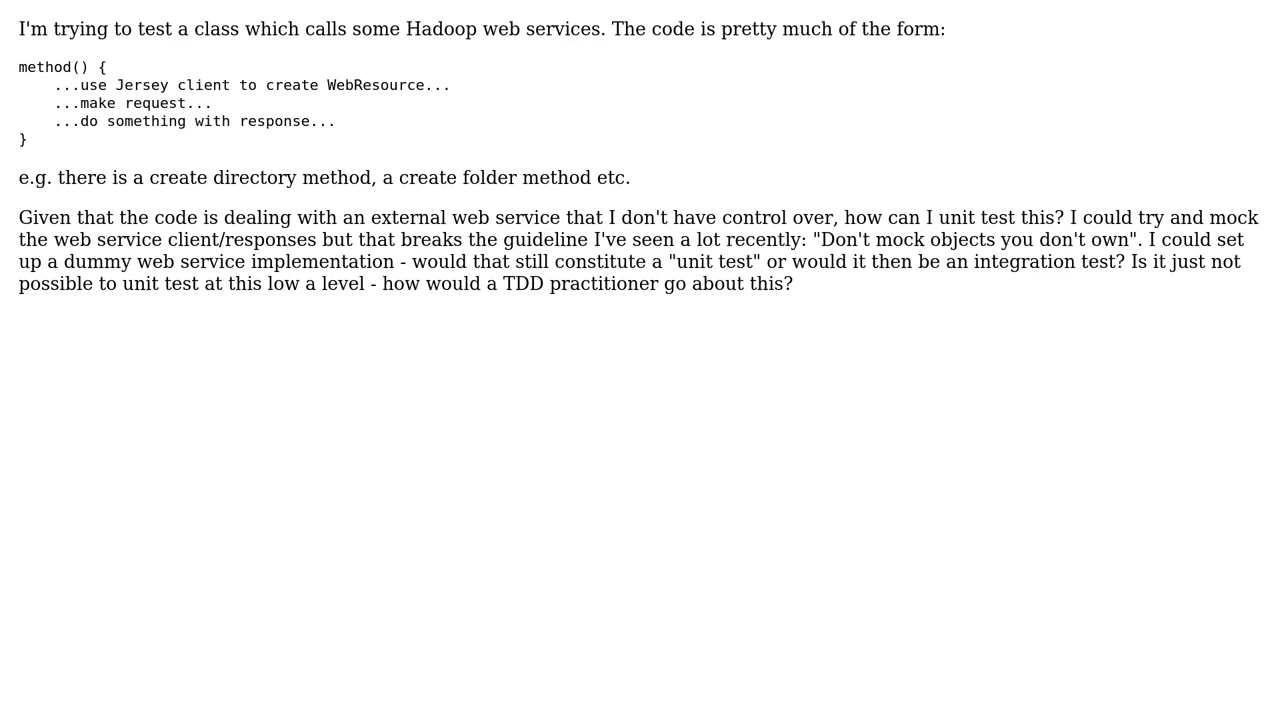 I'm trying to test a class which calls some Hadoop web services. The code is pretty much of the form:
method() {
    ...use Jersey client to create WebResource...
    ...make request...
    ...do something with response...
}
e.g. there is a create directory method, a create folder method etc.
Given that the code is dealing with an external web service that I don't have control over, how can I unit test this? I could try and mock
the web service client/responses but that breaks the guideline I've seen a lot recently: "Don't mock objects you don't own". I could set
up a dummy web service implementation - would that still constitute a "unit test" or would it then be an integration test? Is it just not
possible to unit test at this low a level - how would a TDD practitioner go about this?